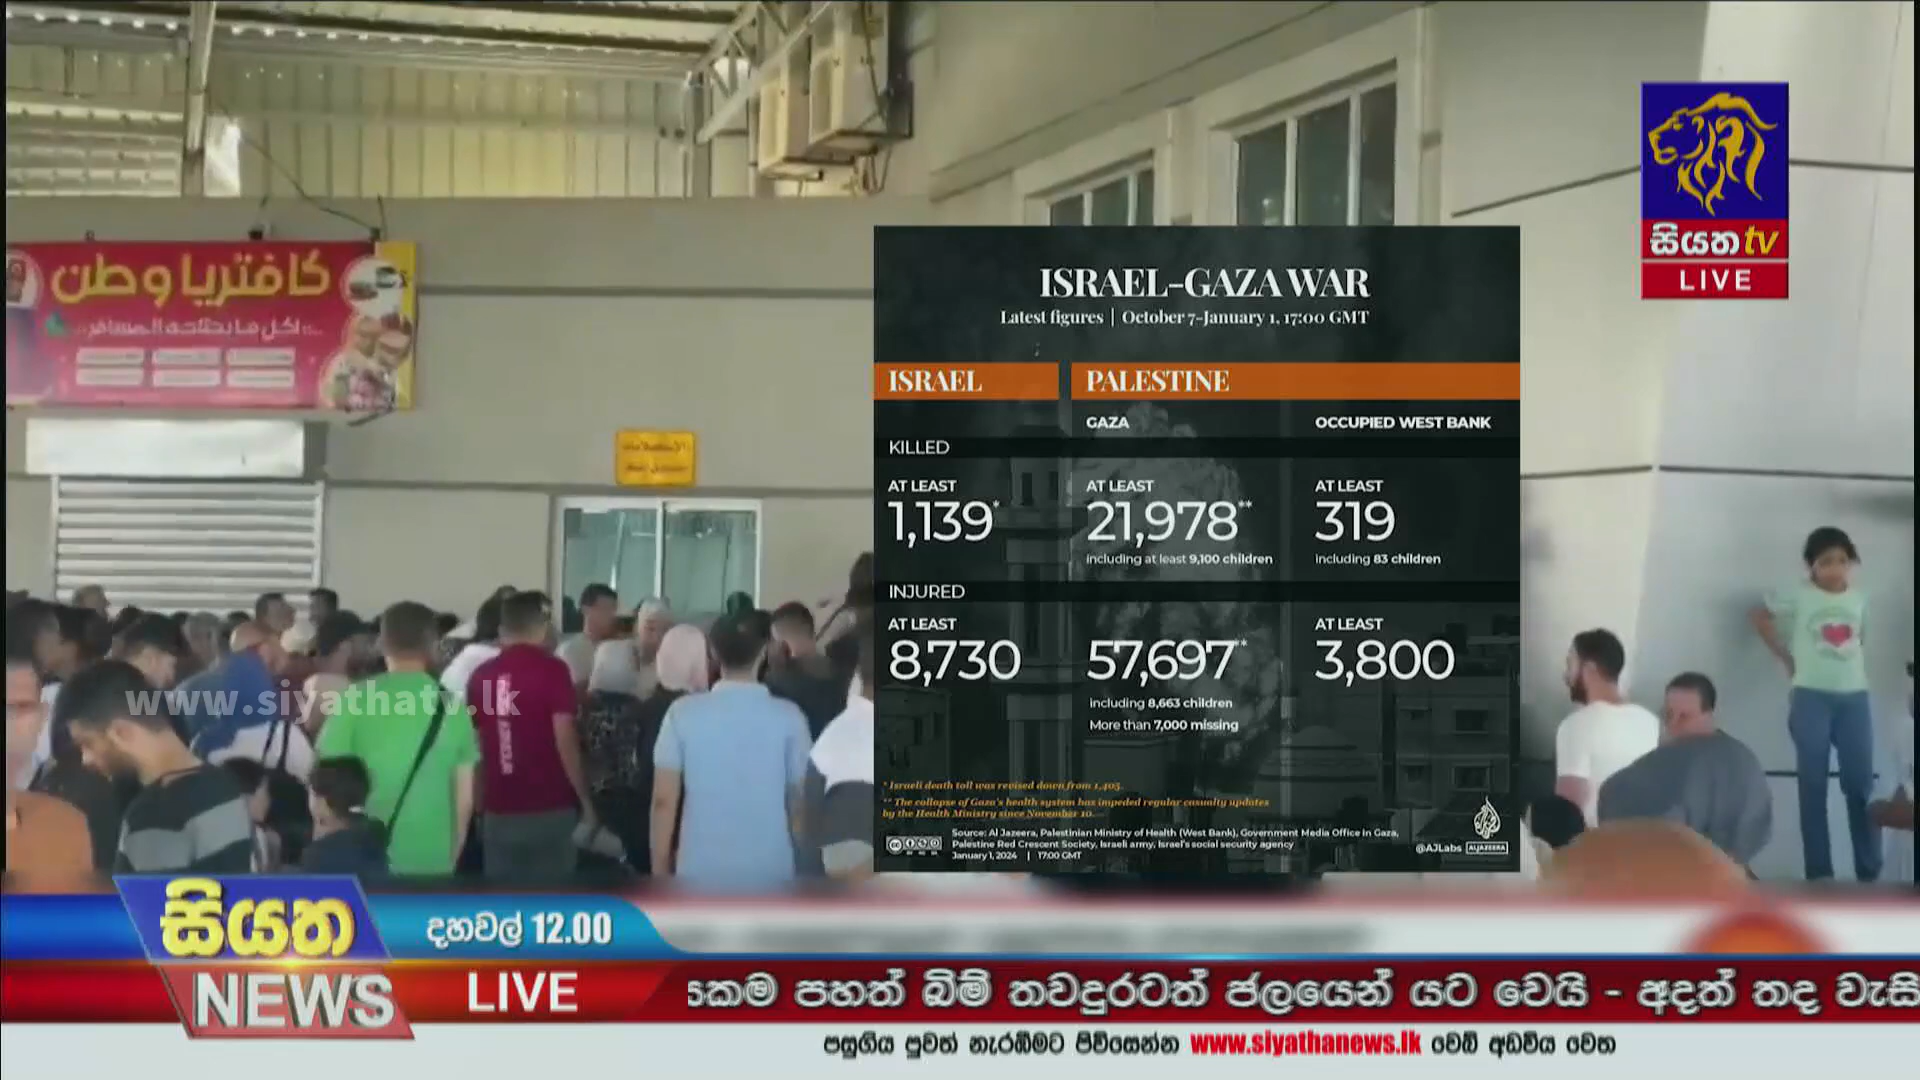 කfතටv
සියතtv
LIVE
كافتريا وطن
ISRAEL-GAZA WAR
Latest figures | October 7-January 1, 17:00 GMT
ISRAEL PALESTINE
GAZA OCCUPIED WEST BANK
KILLED
AT LEAST AT LEAST AT LEAST
1,139* 21,978** 319
including at least 9,100 children including 83 children
INJURED
AT LEAST AT LEAST
8,730 57,697** 3,800
including 8,663 children
More than 7,000 missing
www.siyathatv.lk
* Israeli death toll was revised down from 1,405.
** The collapse of Gaza's health system has impeded regular casualty updates
by the Health Ministry since November 10.
Source: Al Jazeera, Palestinian Ministry of Health (West Bank), Government Media Office in Gaza,
Palestine Red Crescent Society, Israeli army, Israel's social security agency
January 1, 2024 | 17:00 GMT
@AJLabs ALJAZEERA
සියත දහවල් 12.00
NEWS LIVE
පහත් බිම් තවදුරටත් ජලයෙන් යට වෙයි - අදත් තද වැසි
පසුගිය පුවත් නැරඹීමට පිවිසෙන්න www.siyathanews.lk වෙබ් අඩවිය වෙත